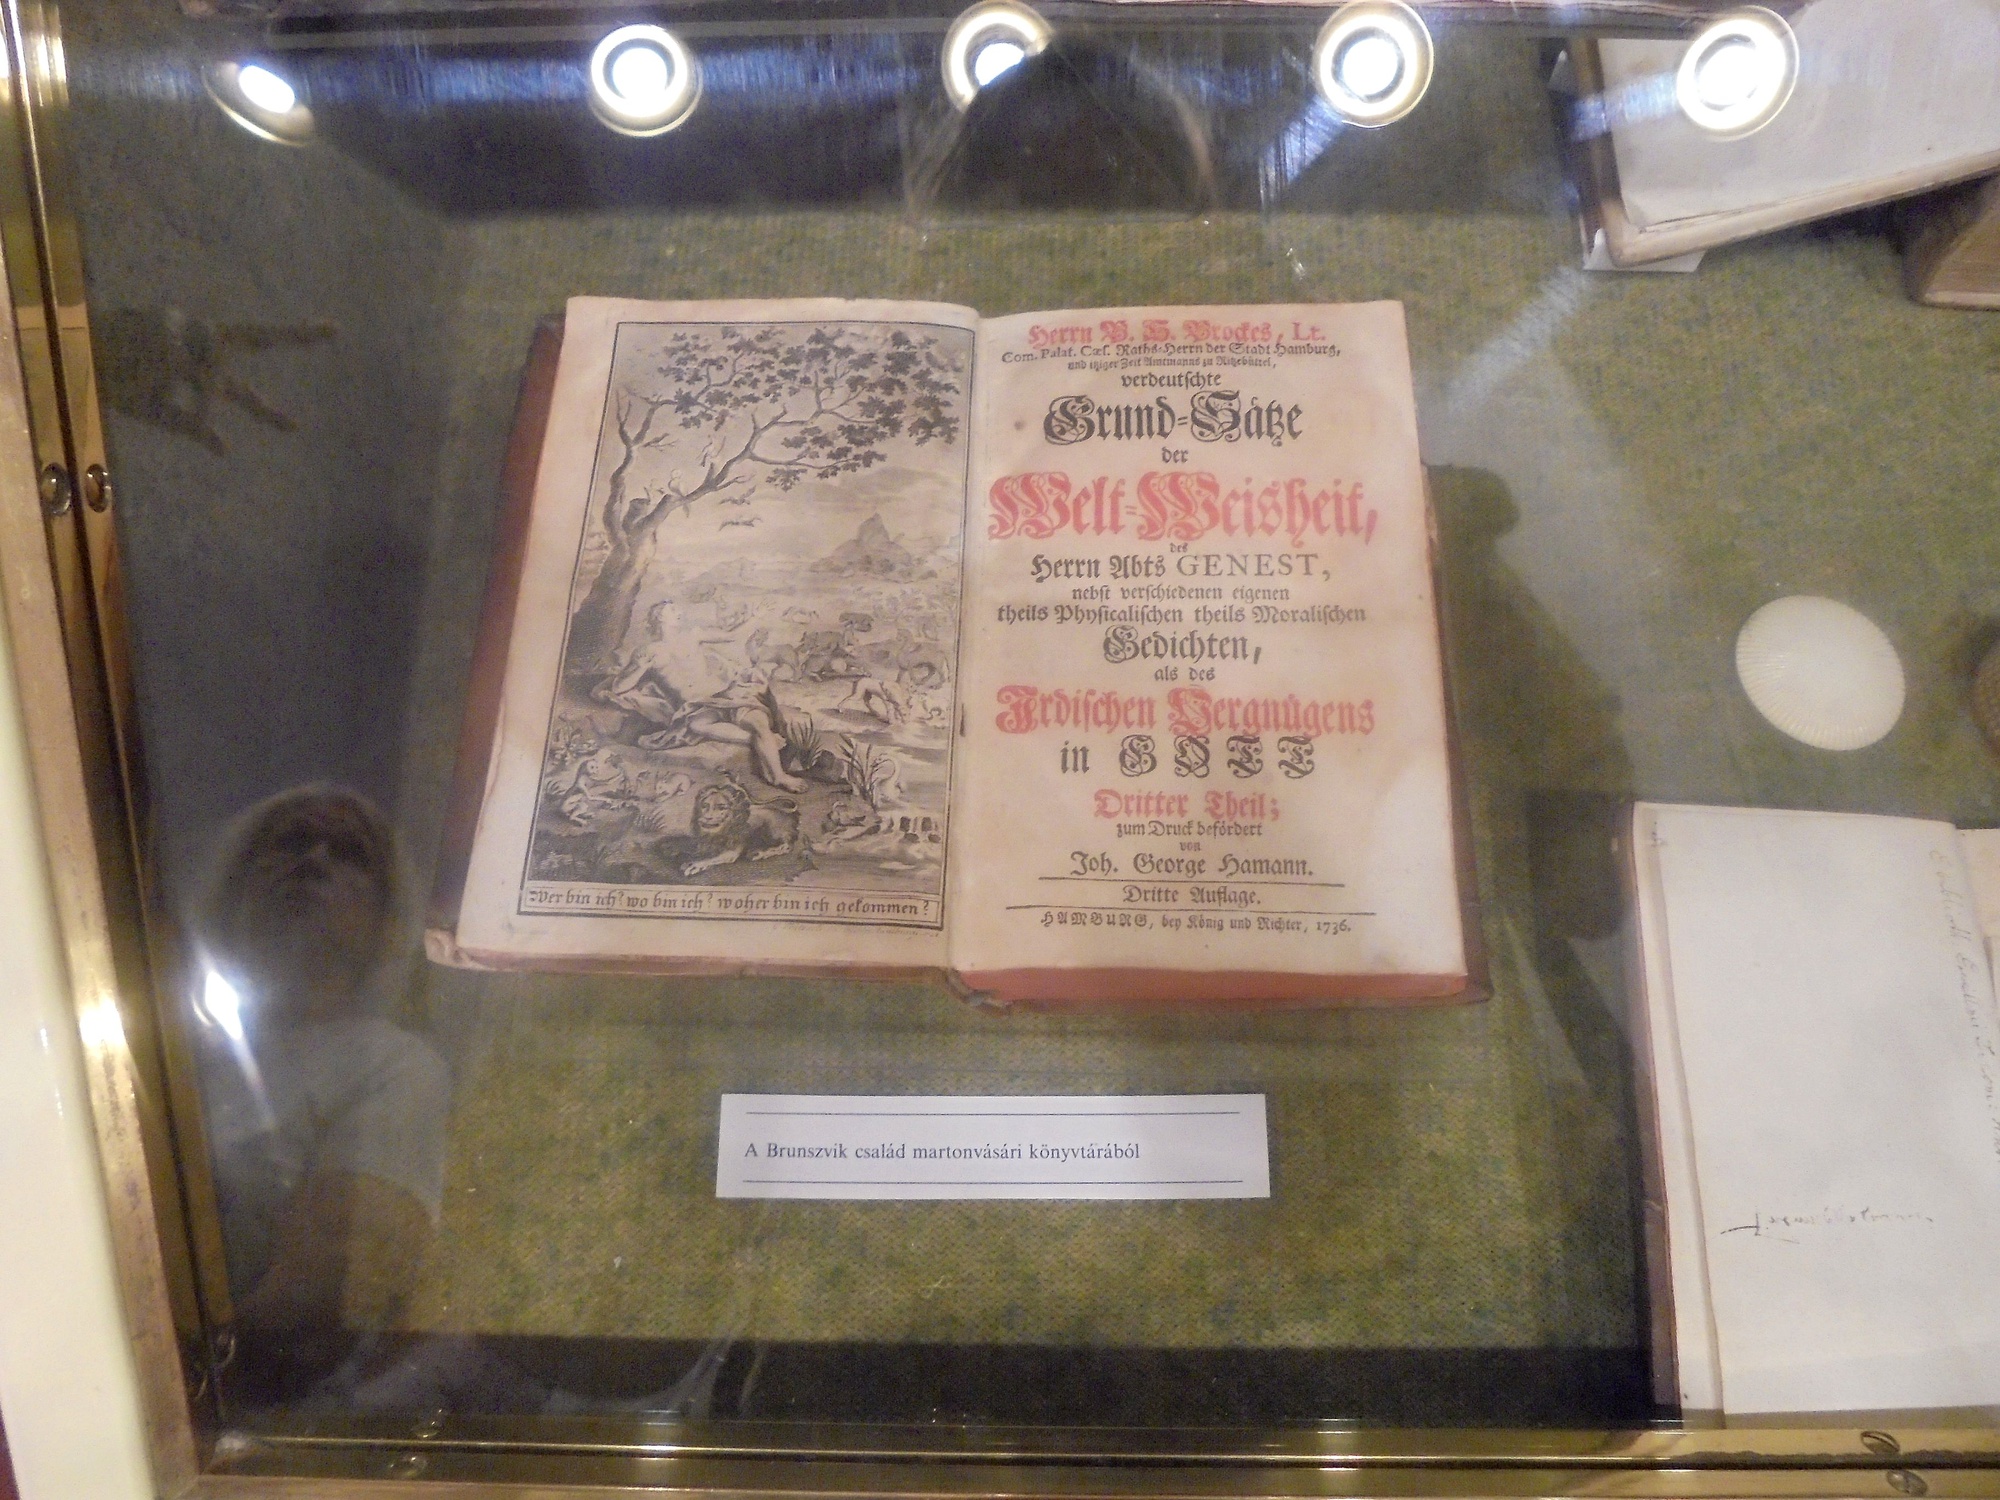 Herrn B. H. Brockes, Lt.
Com. Palat. Cæs. Raths-Herrn der Stadt Hamburg,
und itziger Zeit Amtmanns zu Ritzebüttel,
verdeutschte
Grund-Sätze
der
Welt-Weisheit,
des
Herrn Abts GENEST,
nebst verschiedenen eigenen
theils Physicalischen theils Moralischen
Gedichten,
als des
Irdischen Vergnügens
in GOTT
Dritter Theil;
zum Druck befördert
von
Joh. George Hamann.
Dritte Auflage.
HAMBURG, bey König und Richter, 1736.
Wer bin ich? wo bin ich? woher bin ich gekommen?
A Brunszvik család martonvásári könyvtárából